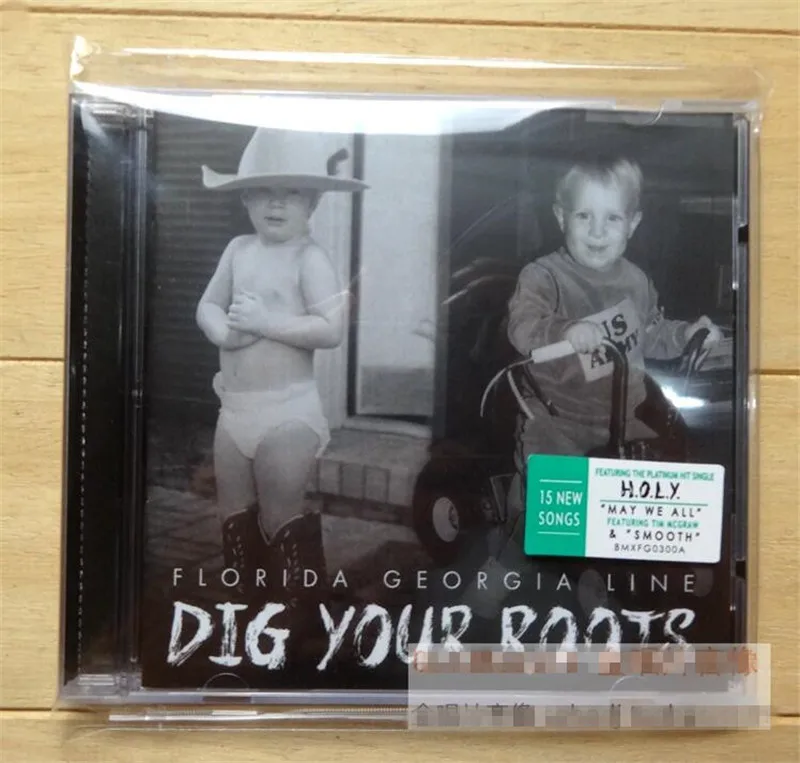 US
ARMY
15 NEW
SONGS
FEATURING THE PLATINUM HIT SINGLE
H.O.L.Y.
"MAY WE ALL"
FEATURING TIM MCGRAW
& "SMOOTH"
BMXFG0300A
FLORIDA GEORGIA LINE
DIG YOUR ROOTS